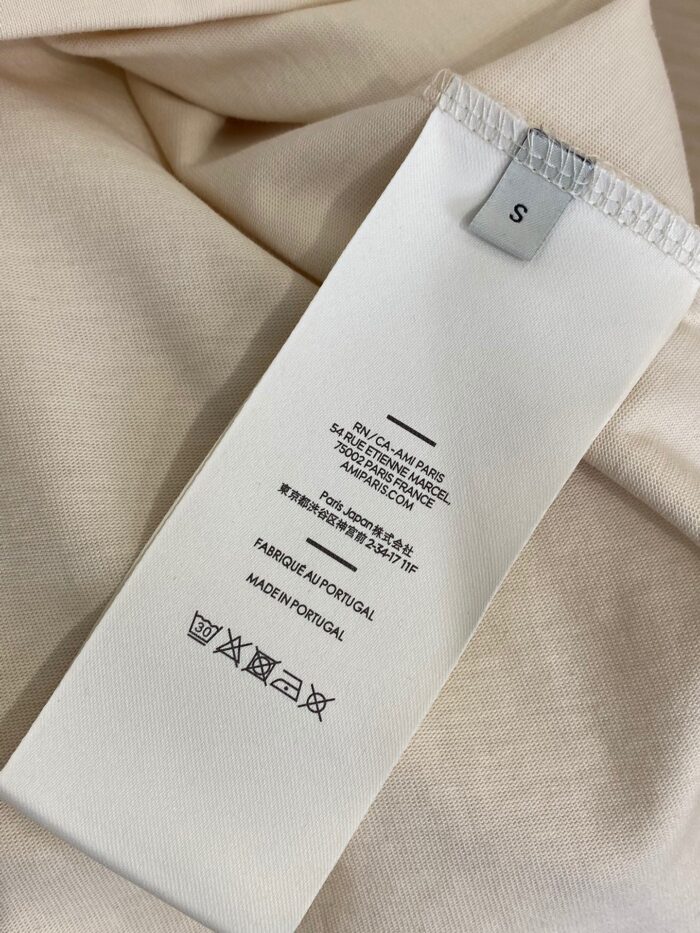 S
RN/CA-AMI PARIS
54 RUE ETIENNE MARCEL
75002 PARIS FRANCE
AMIPARIS.COM
Paris Japan株式会社
東京都渋谷区神宮前 2-34-17 11F
FABRIQUÉ AU PORTUGAL
MADE IN PORTUGAL
30